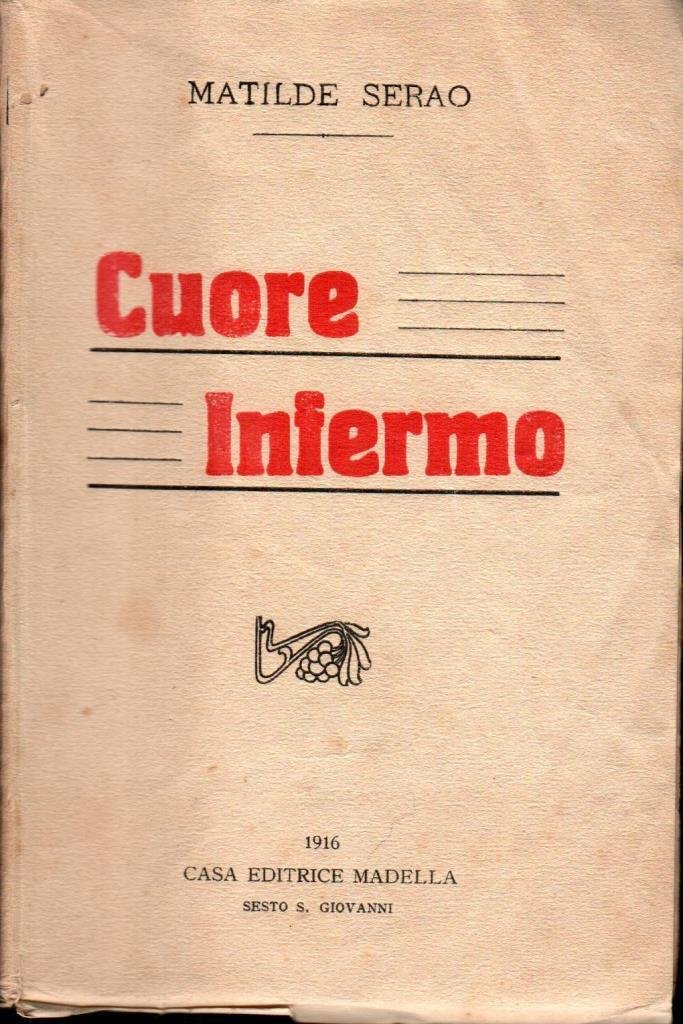 MATILDE SERAO
Cuore
Infermo
1916
CASA EDITRICE MADELLA
SESTO S. GIOVANNI